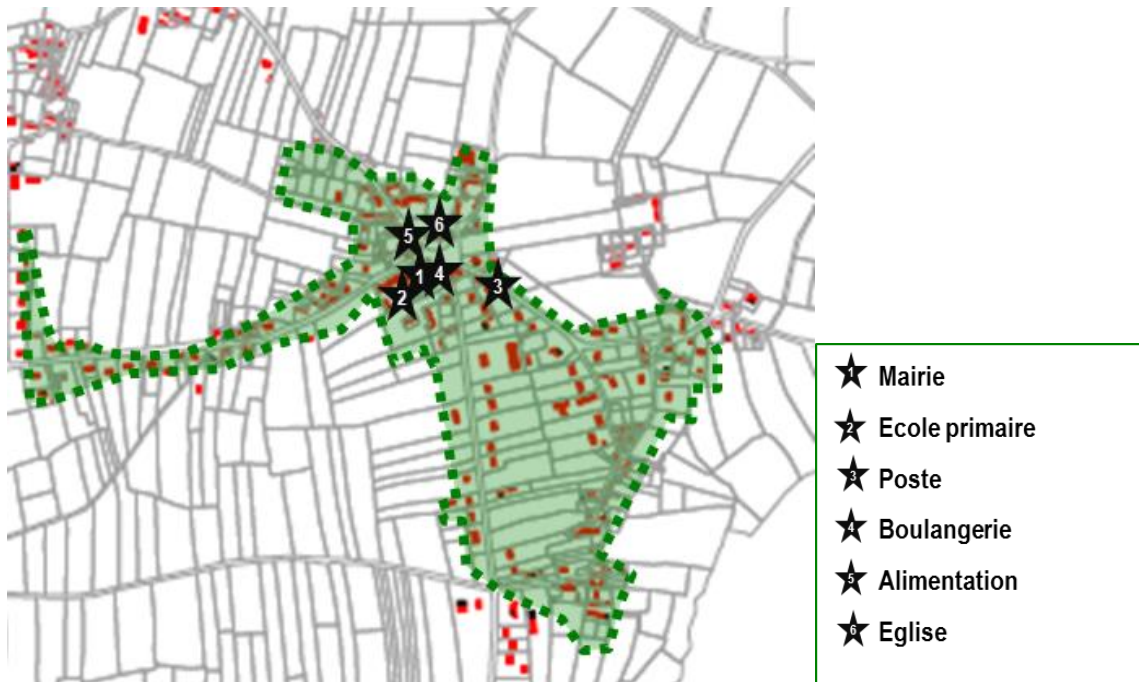 5
6
1
4
2
3
1 Mairie
2 Ecole primaire
3 Poste
4 Boulangerie
5 Alimentation
6 Eglise